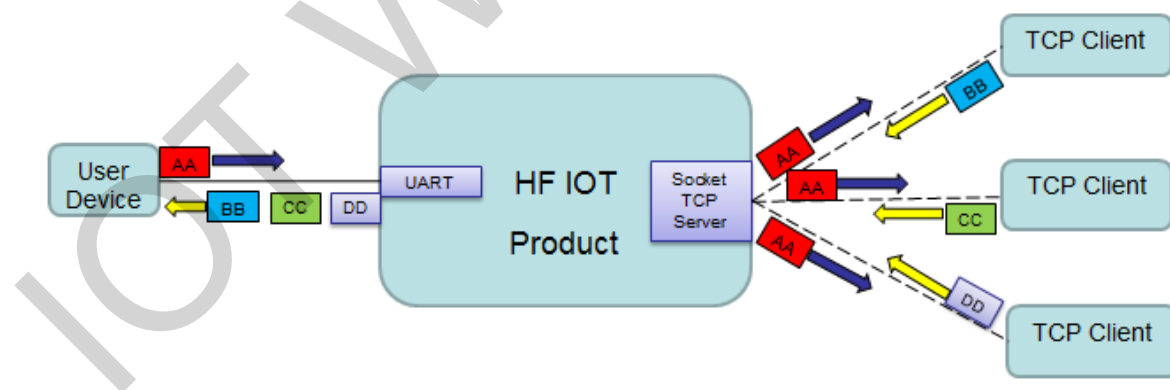 User
Device
AA
BB
CC
DD
UART
HF IOT
Product
Socket
TCP
Server
AA
AA
AA
BB
CC
DD
TCP Client
TCP Client
TCP Client
IOT W